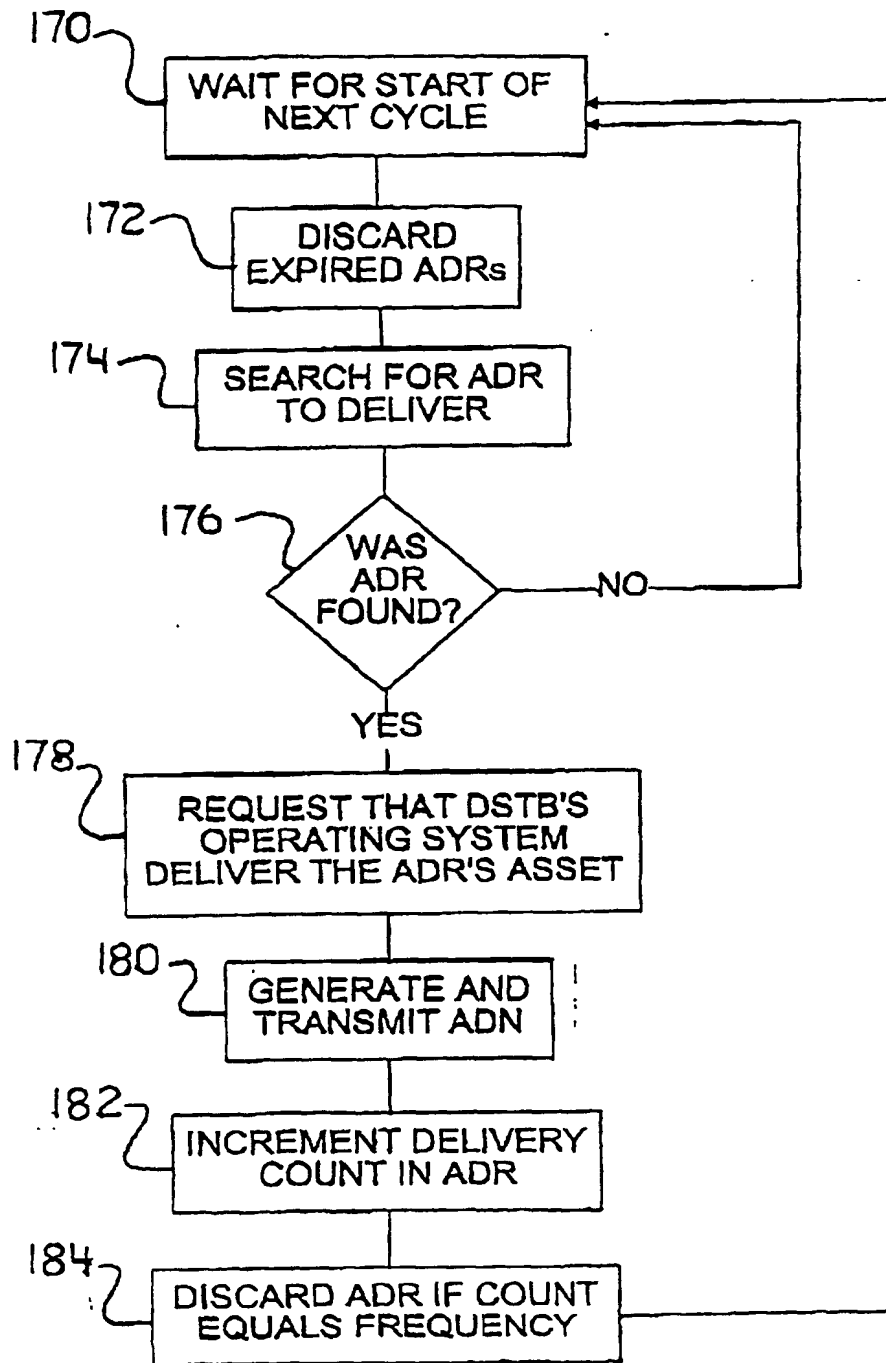 170
WAIT FOR START OF
NEXT CYCLE
172
DISCARD
EXPIRED ADRs
174
SEARCH FOR ADR
TO DELIVER
176
WAS
ADR
FOUND?
NO
YES
178
REQUEST THAT DSTB'S
OPERATING SYSTEM
DELIVER THE ADR'S ASSET
180
GENERATE AND
TRANSMIT ADN
182
INCREMENT DELIVERY
COUNT IN ADR
184
DISCARD ADR IF COUNT
EQUALS FREQUENCY